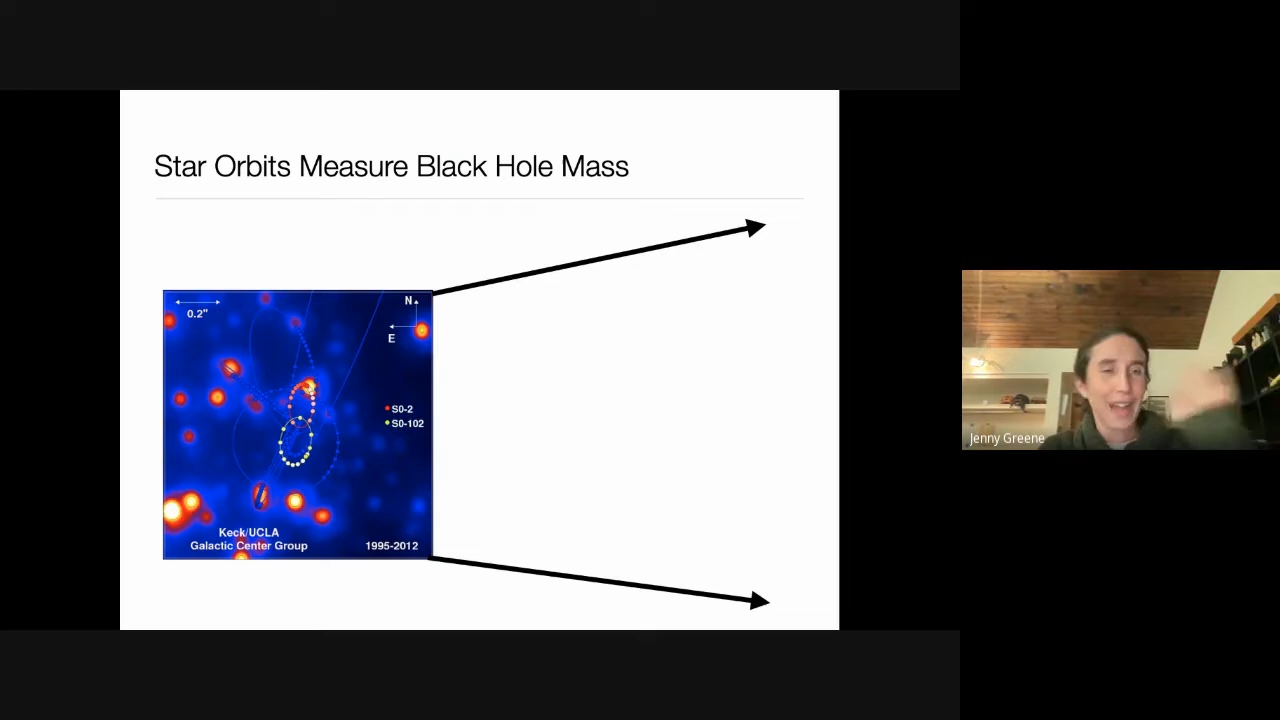 Star Orbits Measure Black Hole Mass
0.2"
N
E
S0-2
S0-102
Keck/UCLA
Galactic Center Group
1995-2012
Jenny Greene